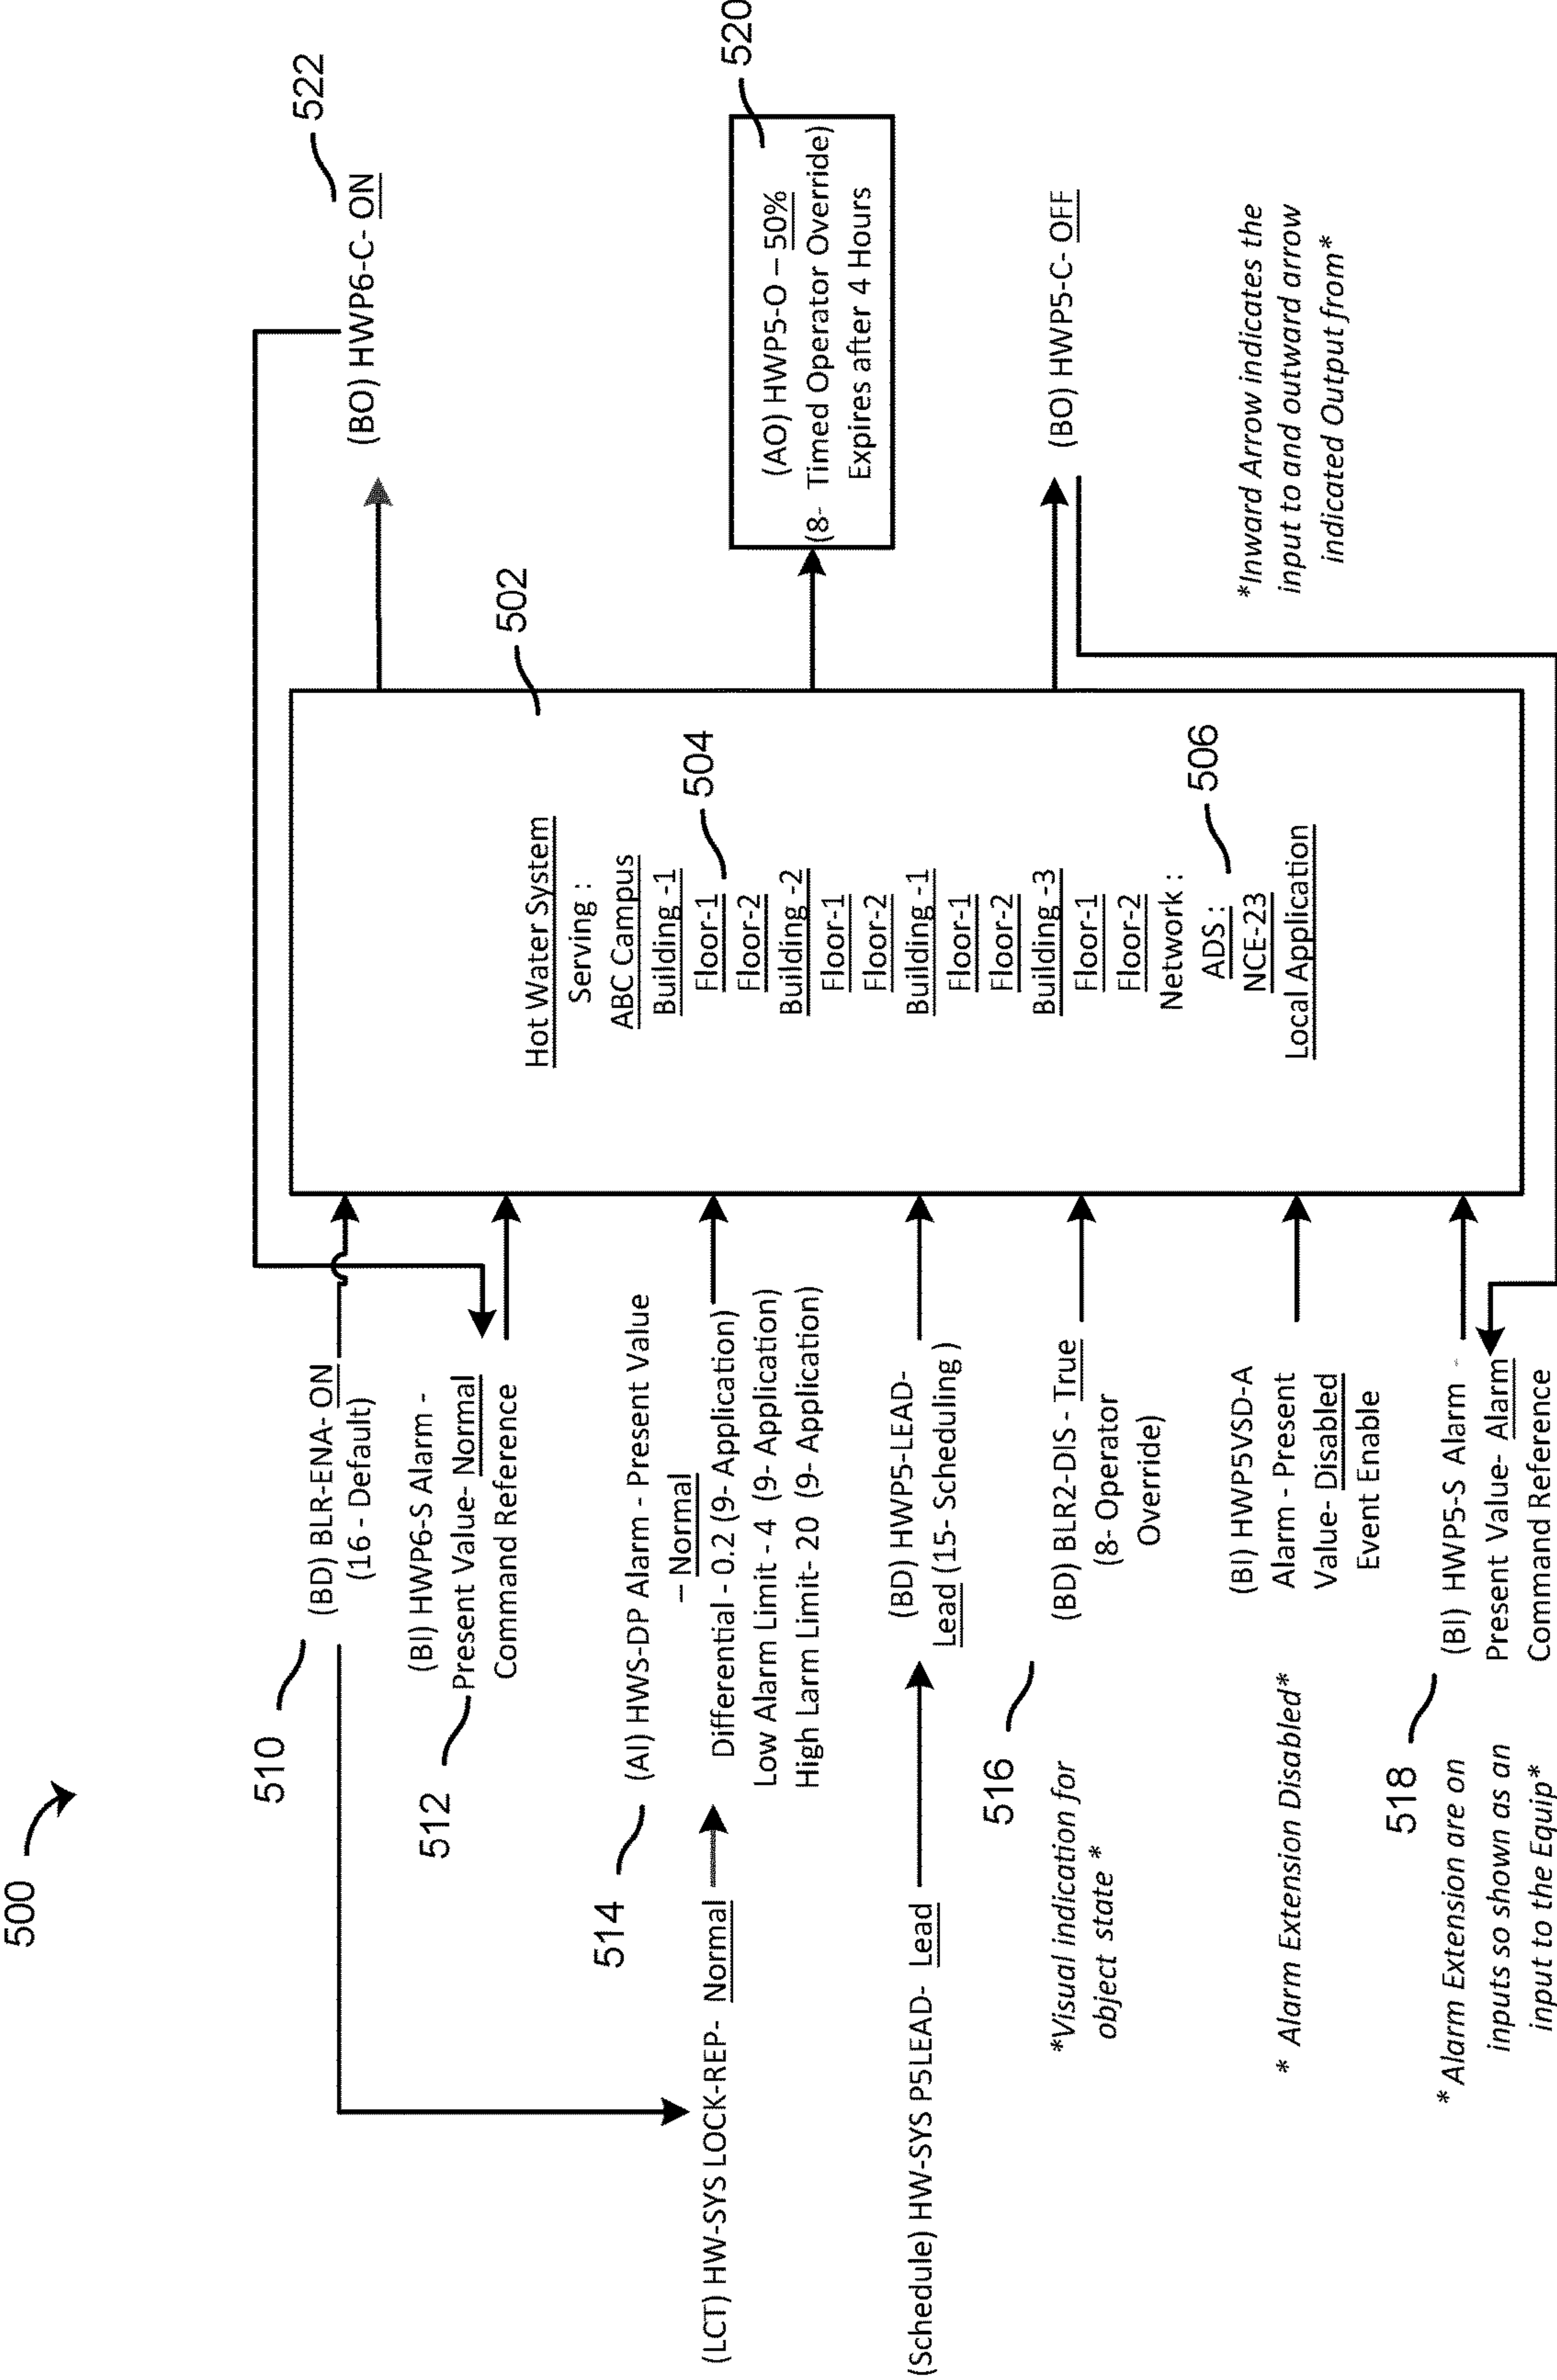 500
510
(BD) BLR-ENA- ON
(16 - Default)
512
(BI) HWP6-S Alarm -
Present Value- Normal
Command Reference
514
(AI) HWS-DP Alarm - Present Value
– Normal
Differential - 0.2 (9- Application)
Low Alarm Limit - 4 (9- Application)
High Larm Limit- 20 (9- Application)
(LCT) HW-SYS LOCK-REP- Normal
(Schedule) HW-SYS P5LEAD- Lead
(BD) HWP5-LEAD-
Lead (15- Scheduling )
516
(BD) BLR2-DIS - True
(8- Operator
Override)
*Visual indication for
object state *
(BI) HWP5VSD-A
Alarm - Present
Value- Disabled
Event Enable
* Alarm Extension Disabled*
518
(BI) HWP5-S Alarm -
Present Value- Alarm
Command Reference
* Alarm Extension are on
inputs so shown as an
input to the Equip*
502
Hot Water System
Serving :
ABC Campus
Building -1
Floor-1
504
Floor-2
Building -2
Floor-1
Floor-2
Building -1
Floor-1
Floor-2
Building -3
Floor-1
Floor-2
Network :
ADS :
506
NCE-23
Local Application
522
(BO) HWP6-C- ON
520
(AO) HWP5-O – 50%
(8- Timed Operator Override)
Expires after 4 Hours
(BO) HWP5-C- OFF
*Inward Arrow indicates the
input to and outward arrow
indicated Output from*